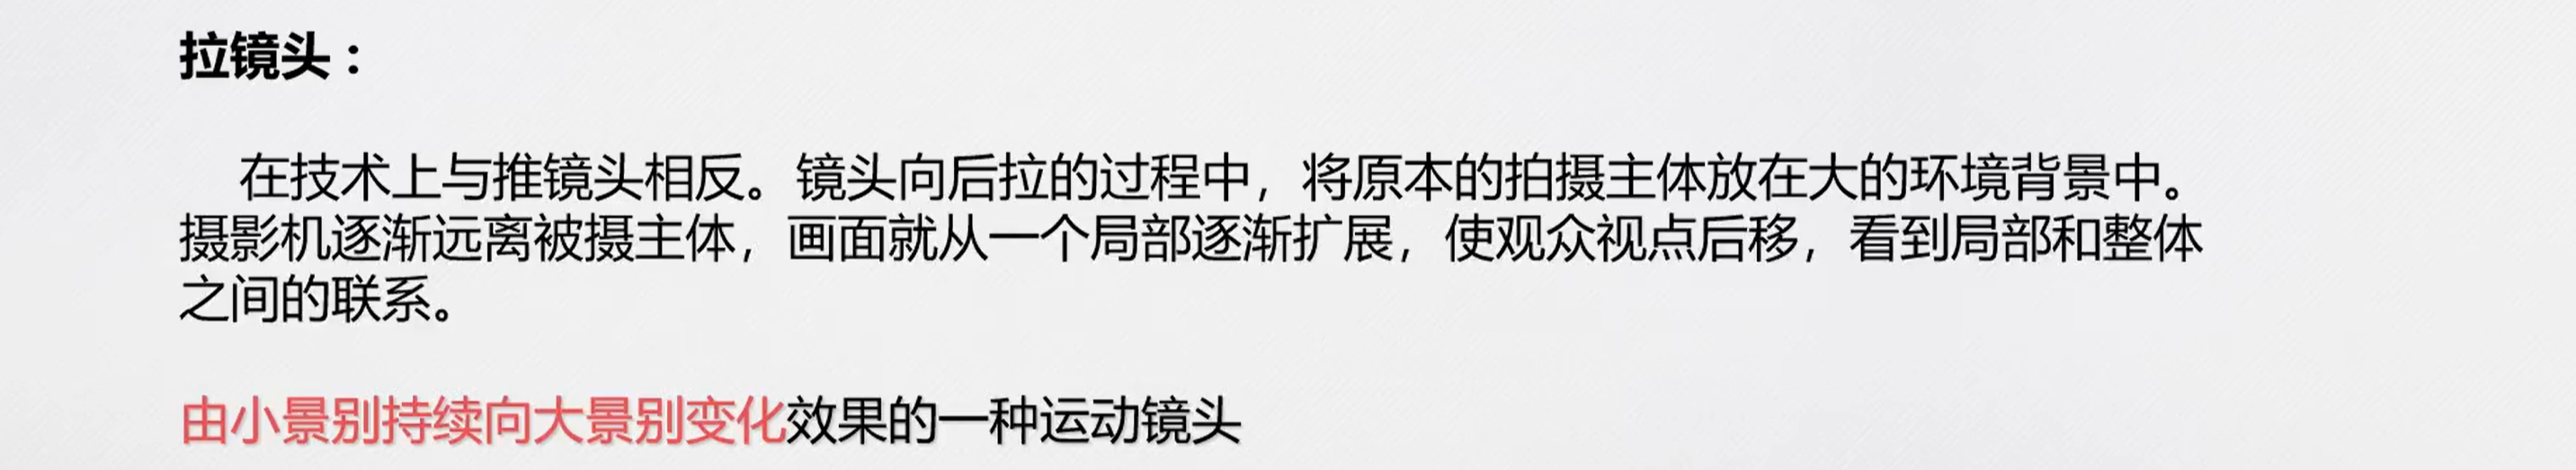 拉镜头：
在技术上与推镜头相反。镜头向后拉的过程中，将原本的拍摄主体放在大的环境背景中。
摄影机逐渐远离被摄主体，画面就从一个局部逐渐扩展，使观众视点后移，看到局部和整体
之间的联系。
由小景别持续向大景别变化效果的一种运动镜头